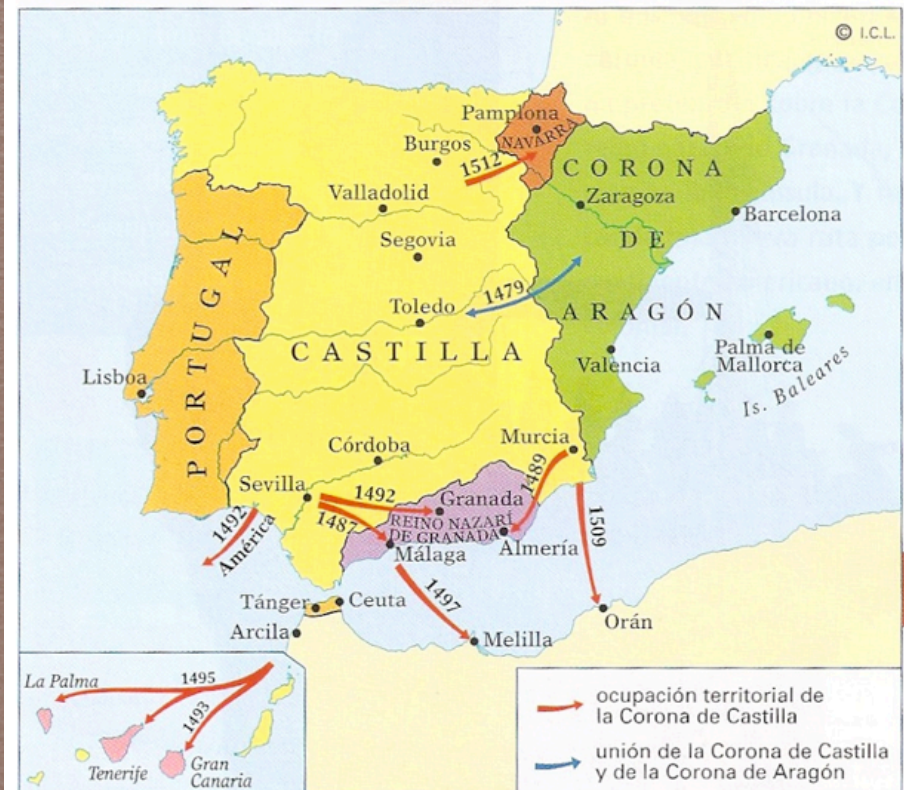 © I.C.L.
Pamplona
NAVARRA
Burgos
1512
CORONA
Valladolid
Zaragoza
Barcelona
Segovia
DE
1479
Toledo
ARAGÓN
CASTILLA
PORTUGAL
Valencia
Palma de
Mallorca
Is. Baleares
Lisboa
Córdoba
Murcia
Sevilla
1492
1489
Granada
1487
REINO NAZARÍ
DE GRANADA
1492
América
Málaga
Almería
1509
1497
Tánger
Ceuta
Orán
Arcila
Melilla
La Palma
1495
1493
Tenerife
Gran
Canaria
ocupación territorial de
la Corona de Castilla
unión de la Corona de Castilla
y de la Corona de Aragón